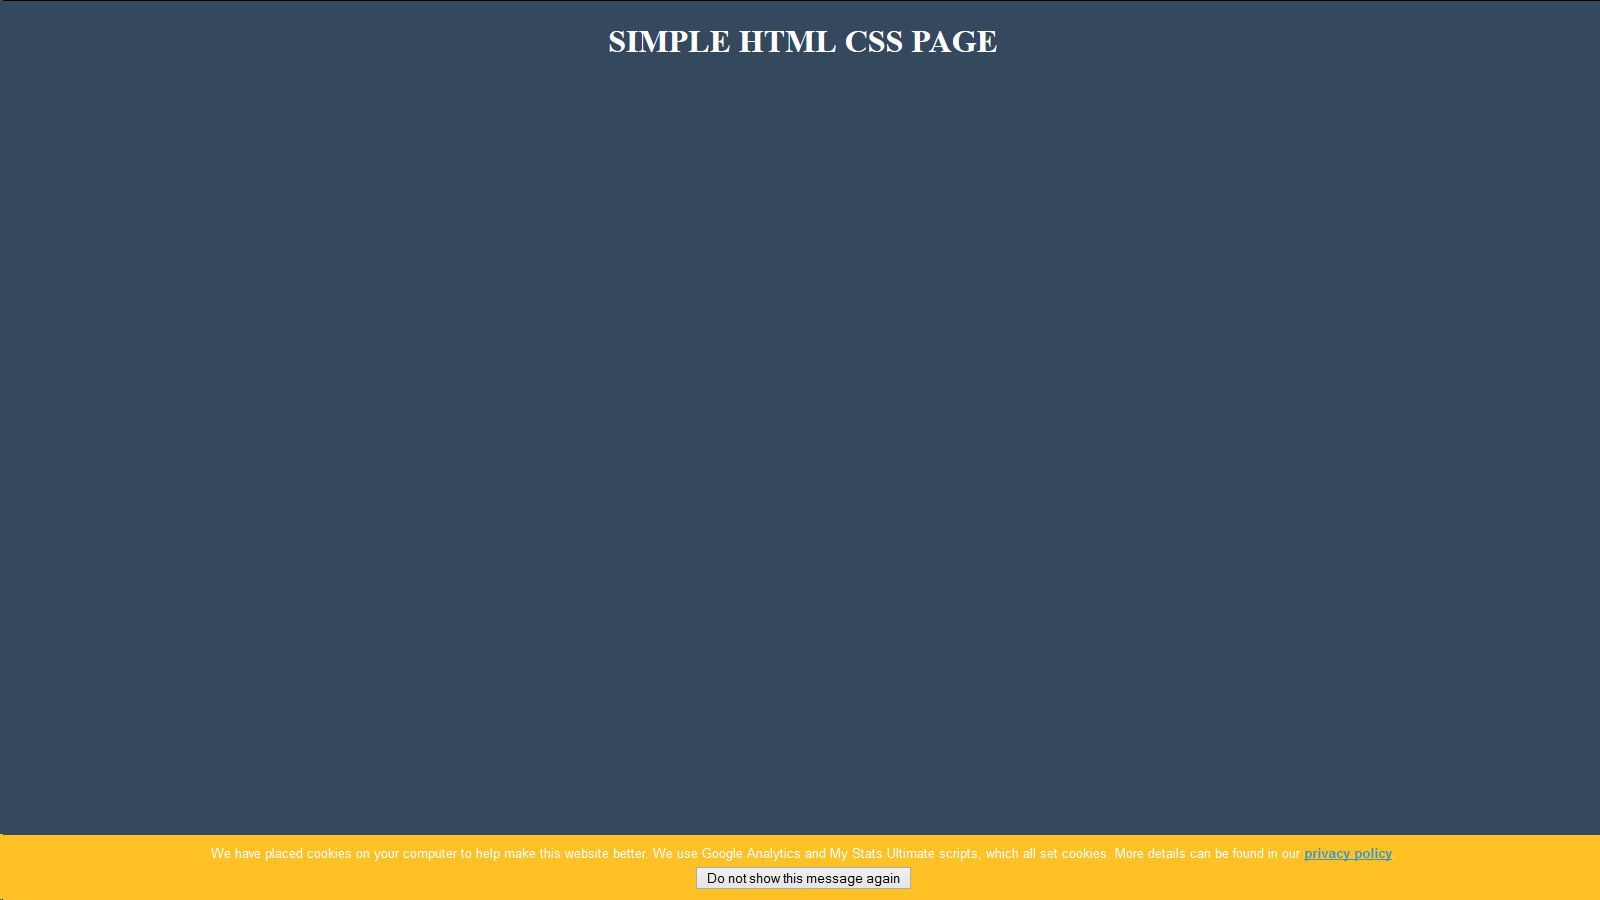 SIMPLE HTML CSS PAGE
We have placed cookies on your computer to help make this website better. We use Google Analytics and My Stats Ultimate scripts, which all set cookies. More details can be found in our privacy policy
Do not show this message again